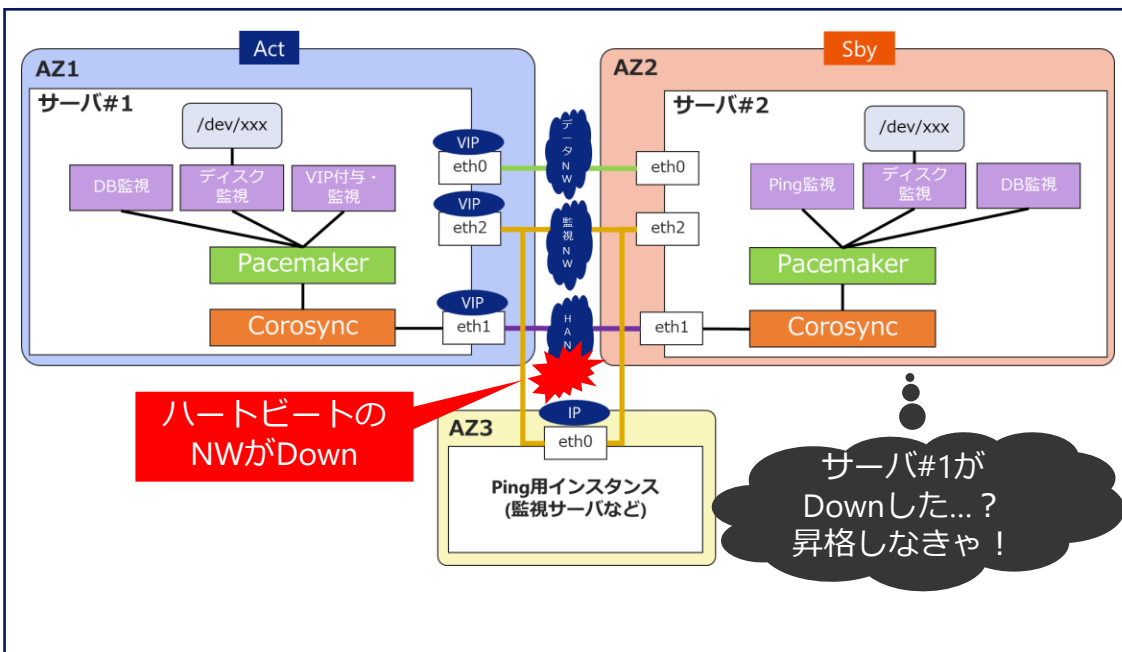 Act
Sby
AZ1
サーバ#1
/dev/xxx
DB監視
ディスク
監視
VIP付与・
監視
Pacemaker
Corosync
VIP
eth0
VIP
eth2
VIP
eth1
データNW
監視NW
HAN
AZ2
サーバ#2
/dev/xxx
Ping監視
ディスク
監視
DB監視
Pacemaker
Corosync
eth0
eth2
eth1
ハートビートの
NWがDown
AZ3
IP
eth0
Ping用インスタンス
(監視サーバなど)
サーバ#1が
Downした…？
昇格しなきゃ！